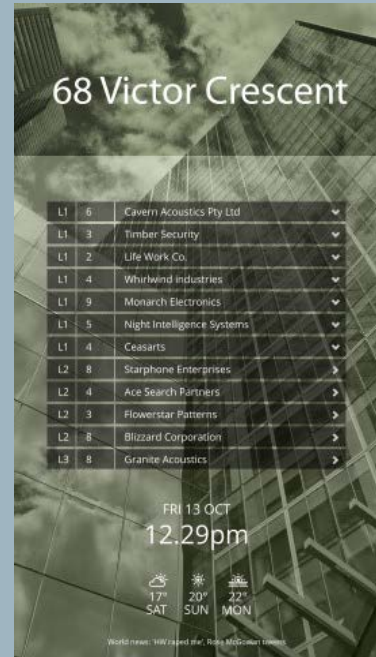 68 Victor Crescent
L1 6 Cavern Acoustics Pty Ltd
L1 3 Timber Security
L1 2 Life Work Co.
L1 4 Whirlwind industries
L1 9 Monarch Electronics
L1 5 Night Intelligence Systems
L1 4 Ceasarts
L2 8 Starphone Enterprises
L2 4 Ace Search Partners
L2 3 Flowerstar Patterns
L2 8 Blizzard Corporation
L3 8 Granite Acoustics
FRI 13 OCT
12.29pm
17° 20° 22°
SAT SUN MON
World news: 'HW raped me', Rose McGowan tweets